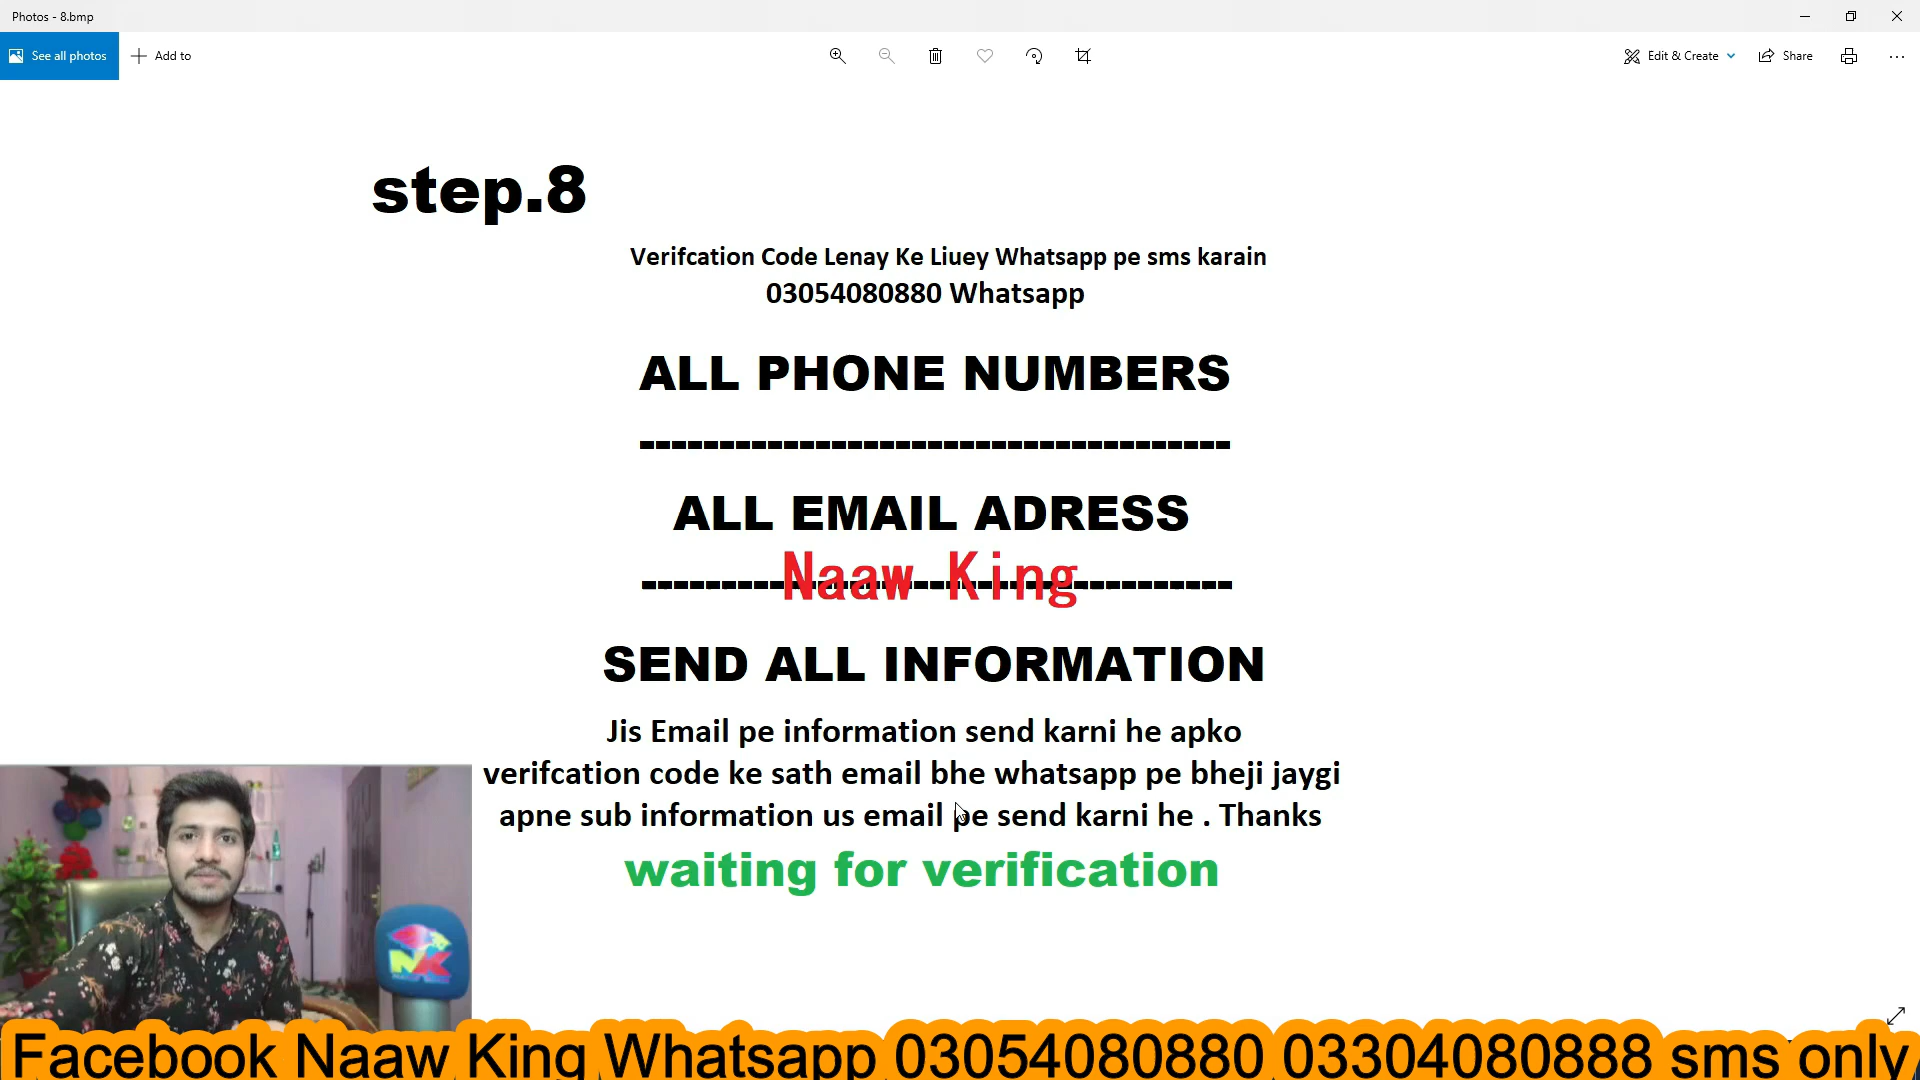 Photos - 8.bmp
See all photos
Add to
Edit & Create
Share
step.8
Verifcation Code Lenay Ke Liuey Whatsapp pe sms karain
03054080880 Whatsapp
ALL PHONE NUMBERS
-------------------------------------
ALL EMAIL ADRESS
Naaw King
-------------------------------------
SEND ALL INFORMATION
Jis Email pe information send karni he apko
verifcation code ke sath email bhe whatsapp pe bheji jaygi
apne sub information us email pe send karni he . Thanks
waiting for verification
NK
Facebook Naaw King Whatsapp 03054080880 03304080888 sms only